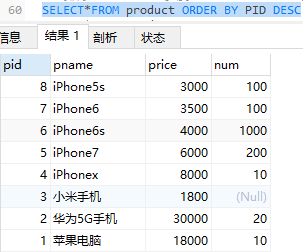 60 SELECT*FROM product ORDER BY PID DESC
信息 结果 1 剖析 状态
pid pname price num
8 iPhone5s 3000 100
7 iPhone6 3500 100
6 iPhone6s 4000 1000
5 iPhone7 6000 200
4 iPhonex 8000 10
3 小米手机 1800 (Null)
2 华为5G手机 30000 20
1 苹果电脑 18000 10